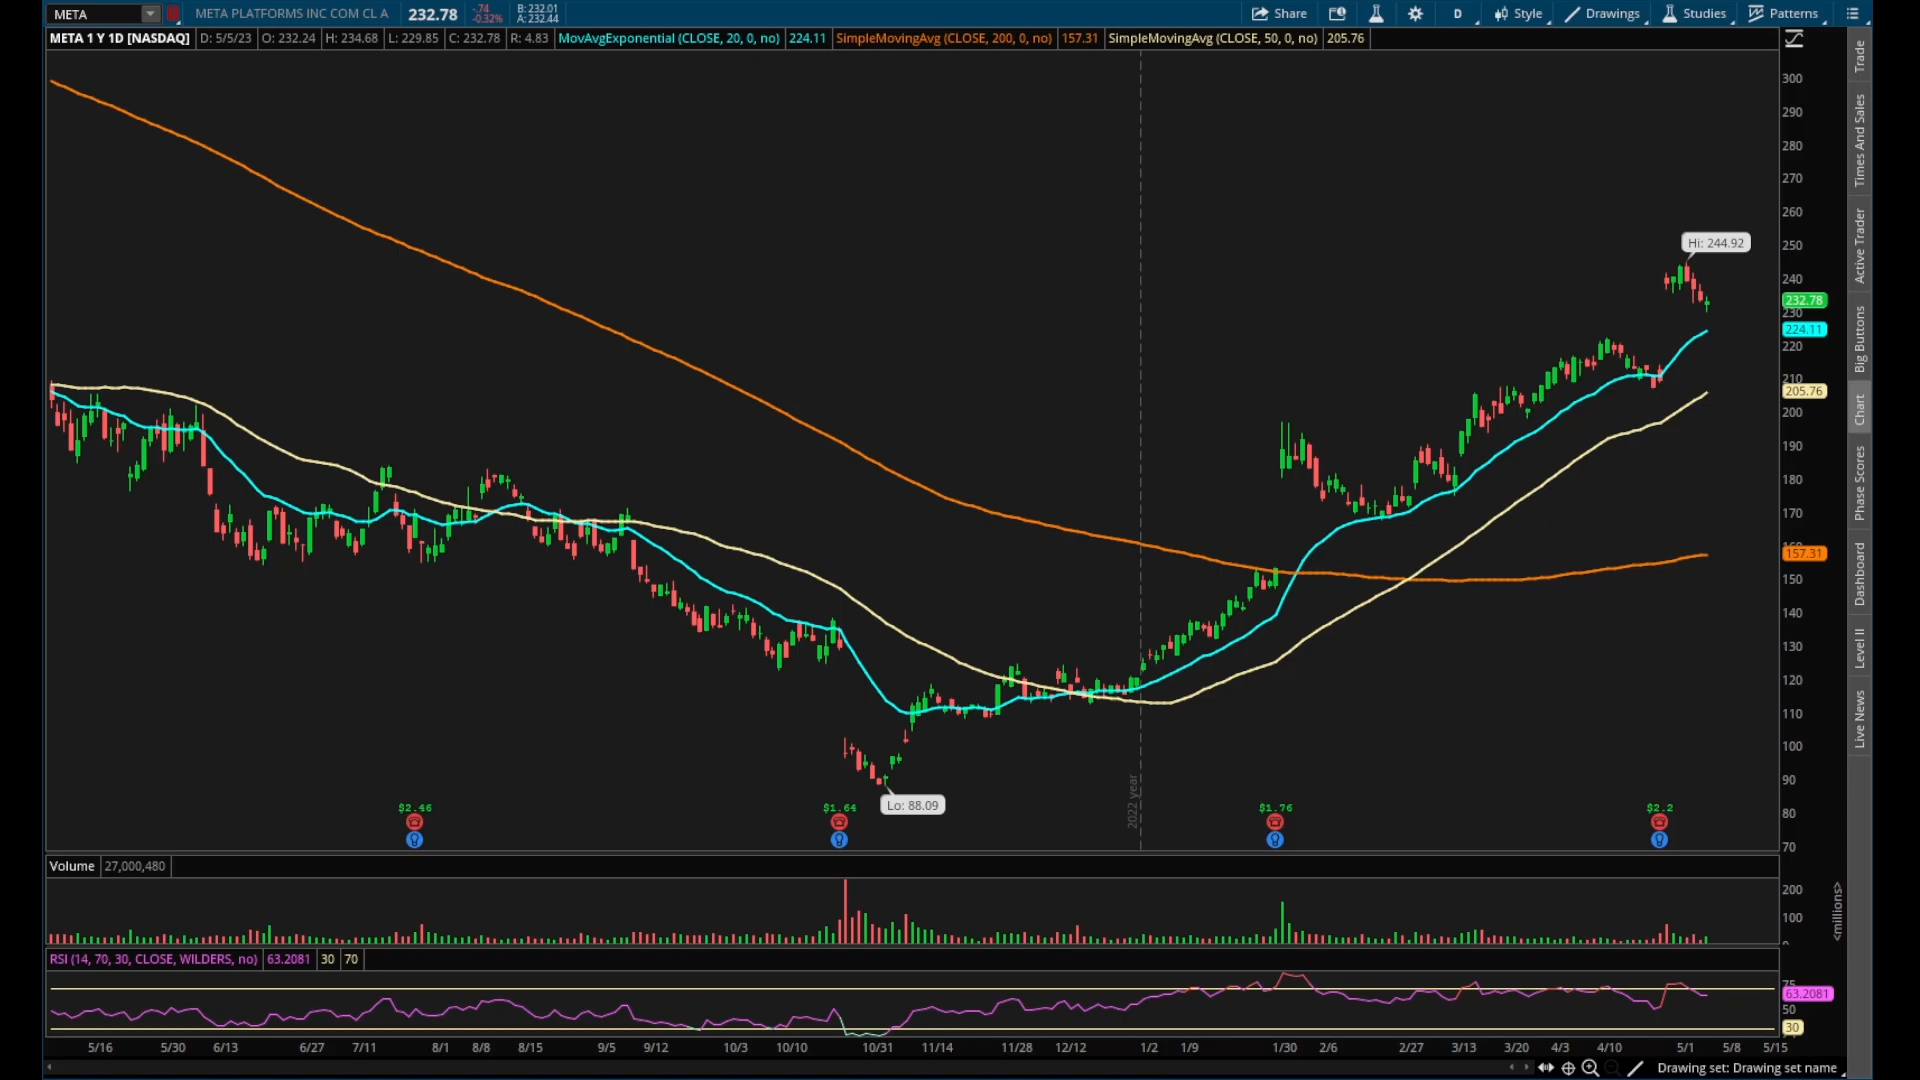 META
META PLATFORMS INC COM CL A
232.78
-.74
-0.32%
B: 232.01
A: 232.44
Share
D
Style
Drawings
Studies
Patterns
META 1 Y 1D [NASDAQ]
D: 5/5/23
O: 232.24
H: 234.68
L: 229.85
C: 232.78
R: 4.83
MovAvgExponential (CLOSE, 20, 0, no)
224.11
SimpleMovingAvg (CLOSE, 200, 0, no)
157.31
SimpleMovingAvg (CLOSE, 50, 0, no)
205.76
300
290
280
270
260
250
240
232.78
230
224.11
220
210
205.76
200
190
180
170
157.31
150
140
130
120
110
100
90
80
70
Hi: 244.92
Lo: 88.09
2022 year
$2.46
$1.64
$1.76
$2.2
Volume
27,000,480
200
100
<millions>
RSI (14, 70, 30, CLOSE, WILDERS, no)
63.2081
30
70
75
63.2081
50
30
5/16
5/30
6/13
6/27
7/11
8/1
8/8
8/15
9/5
9/12
10/3
10/10
10/31
11/14
11/28
12/12
1/2
1/9
1/30
2/6
2/27
3/13
3/20
4/3
4/10
5/1
5/8
5/15
Drawing set: Drawing set name
Trade
Times And Sales
Active Trader
Big Buttons
Chart
Phase Scores
Dashboard
Level II
Live News